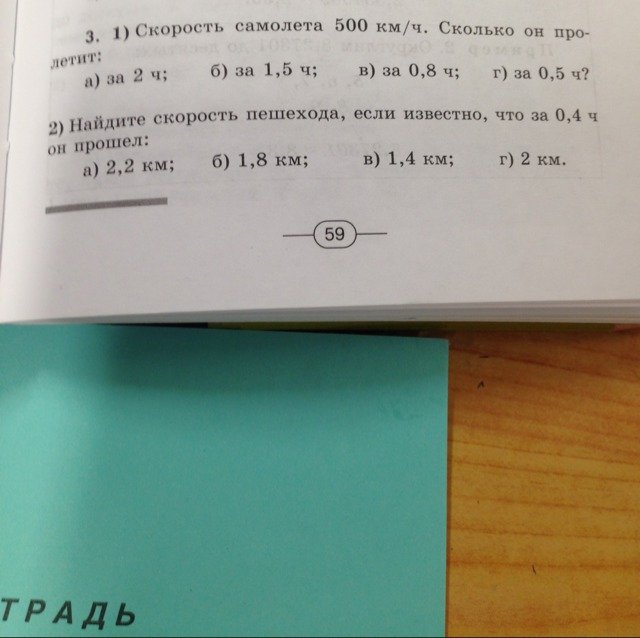 3. 1) Скорость самолета 500 км/ч. Сколько он про-
летит:
а) за 2 ч; б) за 1,5 ч; в) за 0,8 ч; г) за 0,5 ч?
2) Найдите скорость пешехода, если известно, что за 0,4 ч
он прошел:
а) 2,2 км; б) 1,8 км; в) 1,4 км; г) 2 км.
59
ТРАДЬ